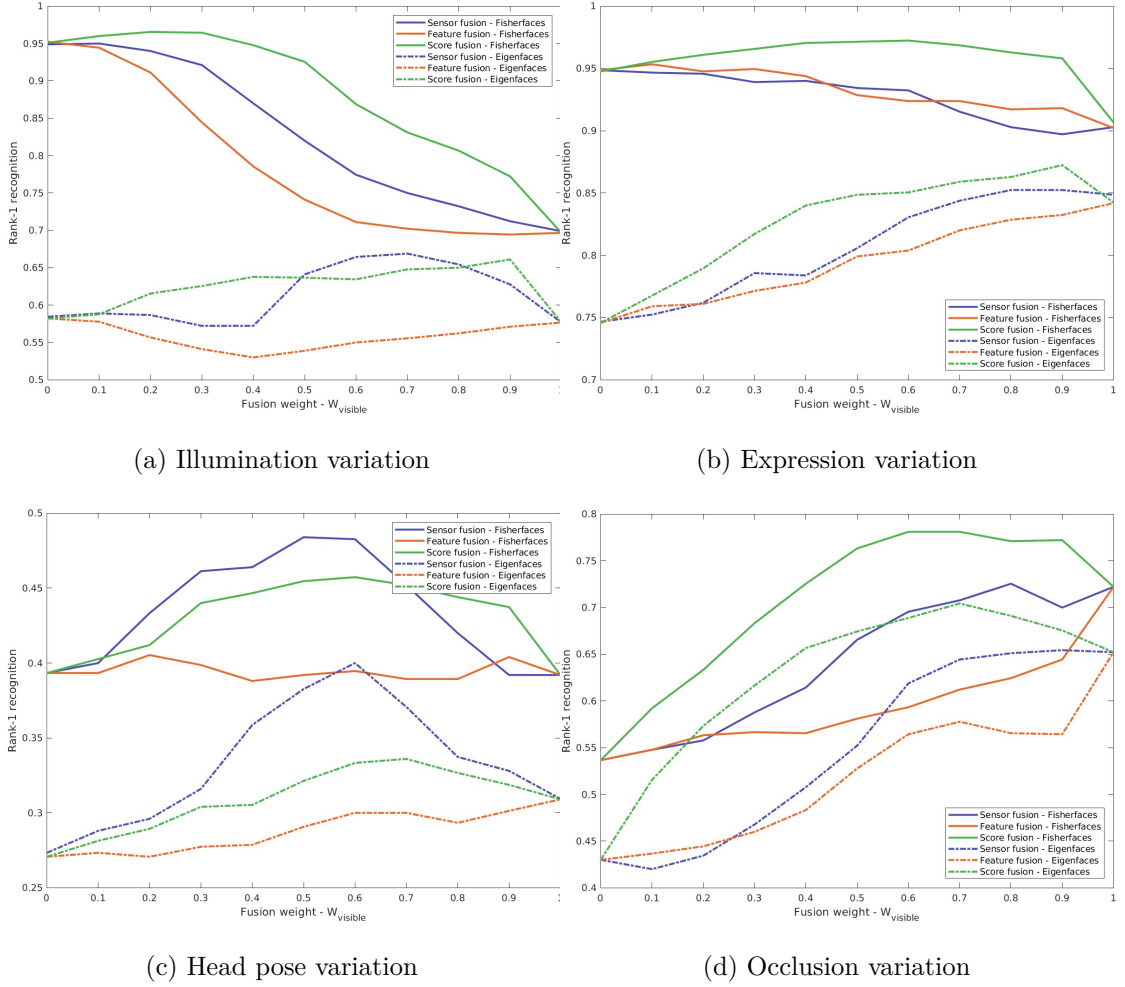 1
0.95
0.9
0.85
0.8
0.75
0.7
0.65
0.6
0.55
0.5
Rank-1 recognition
Sensor fusion - Fisherfaces
Feature fusion - Fisherfaces
Score fusion - Fisherfaces
Sensor fusion - Eigenfaces
Feature fusion - Eigenfaces
Score fusion - Eigenfaces
0 0.1 0.2 0.3 0.4 0.5 0.6 0.7 0.8 0.9
Fusion weight - W_visible
(a) Illumination variation
1
0.95
0.9
0.85
0.8
0.75
0.7
Rank-1 recognition
Sensor fusion - Fisherfaces
Feature fusion - Fisherfaces
Score fusion - Fisherfaces
Sensor fusion - Eigenfaces
Feature fusion - Eigenfaces
Score fusion - Eigenfaces
0 0.1 0.2 0.3 0.4 0.5 0.6 0.7 0.8 0.9 1
Fusion weight - W_visible
(b) Expression variation
0.5
0.45
0.4
0.35
0.3
0.25
Rank-1 recognition
Sensor fusion - Fisherfaces
Feature fusion - Fisherfaces
Score fusion - Fisherfaces
Sensor fusion - Eigenfaces
Feature fusion - Eigenfaces
Score fusion - Eigenfaces
0 0.1 0.2 0.3 0.4 0.5 0.6 0.7 0.8 0.9
Fusion weight - W_visible
(c) Head pose variation
0.8
0.75
0.7
0.65
0.6
0.55
0.5
0.45
0.4
Rank-1 recognition
Sensor fusion - Fisherfaces
Feature fusion - Fisherfaces
Score fusion - Fisherfaces
Sensor fusion - Eigenfaces
Feature fusion - Eigenfaces
Score fusion - Eigenfaces
0 0.1 0.2 0.3 0.4 0.5 0.6 0.7 0.8 0.9 1
Fusion weight - W_visible
(d) Occlusion variation